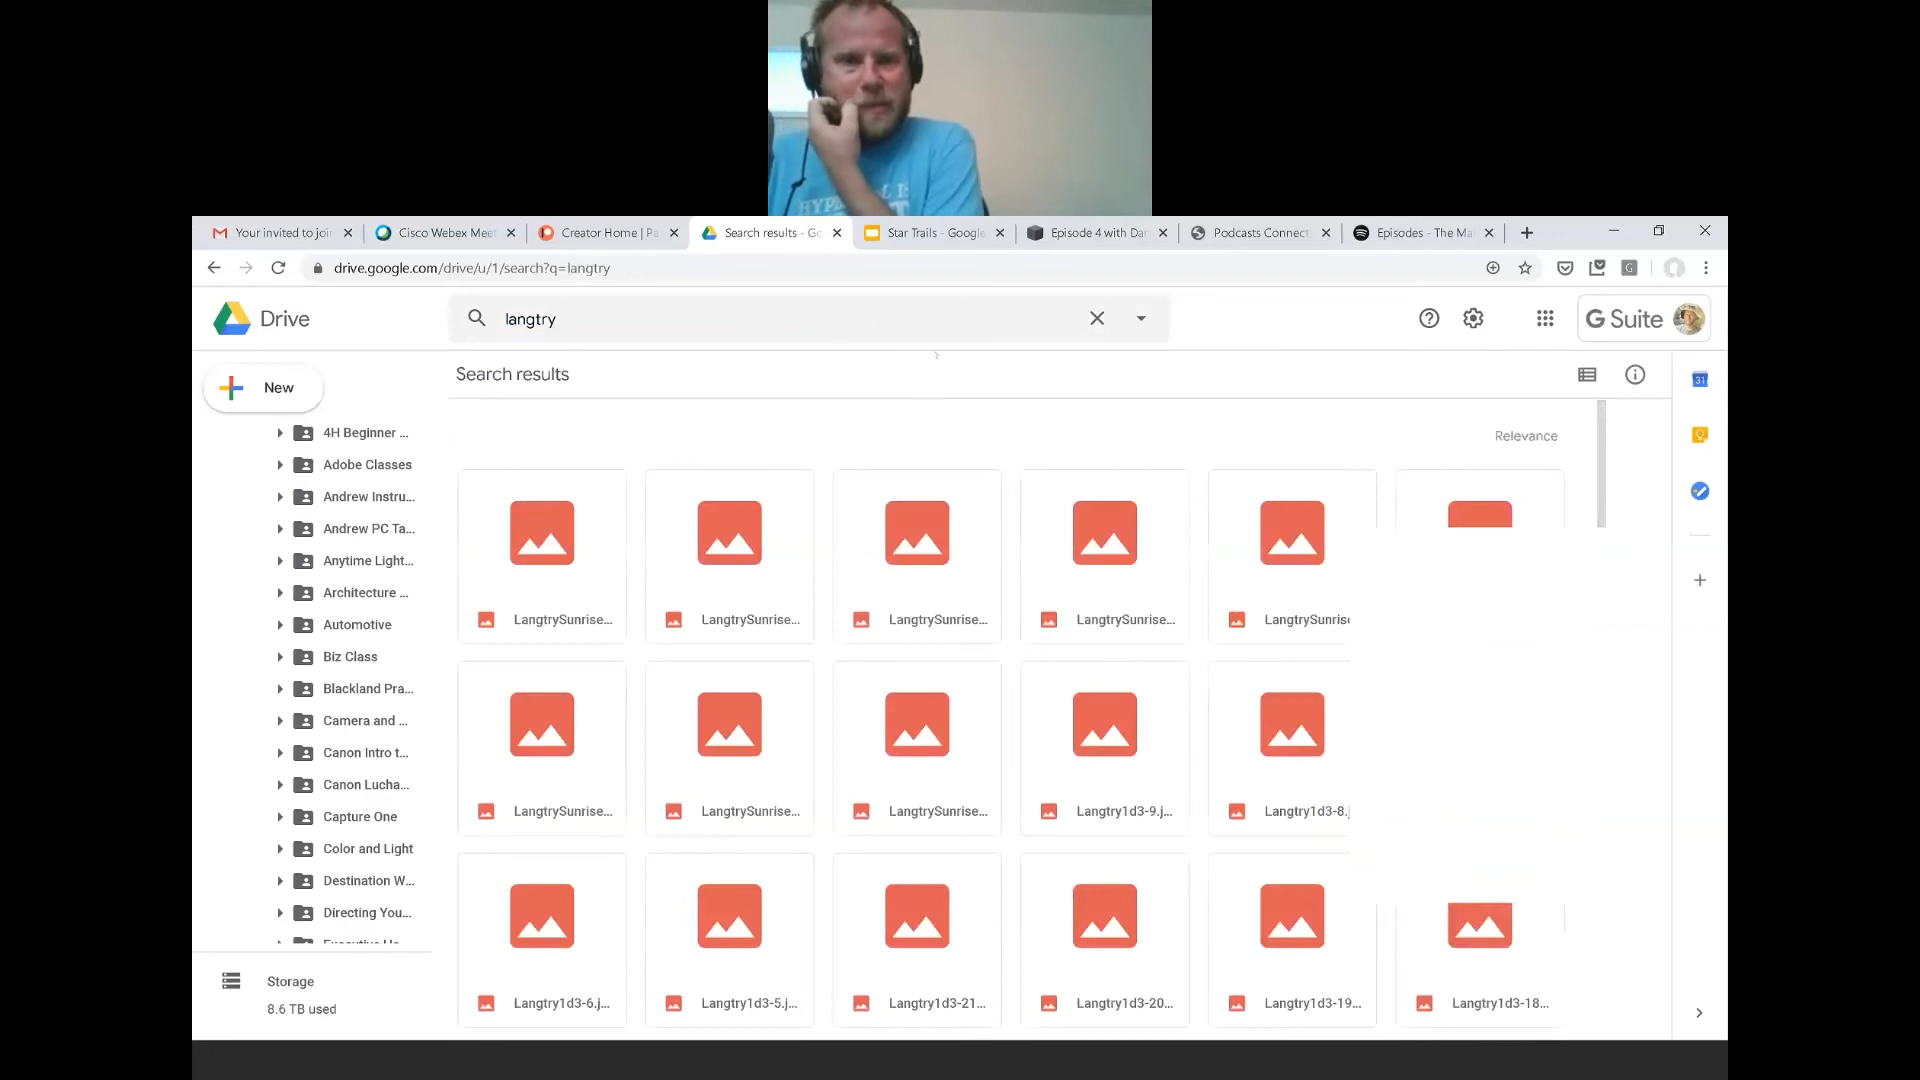 HYP
Your invited to joi
Cisco Webex Meet
Creator Home | Pa
Search results - Go
Star Trails - Google
Episode 4 with Dan
Podcasts Connect
Episodes - The Ma
drive.google.com/drive/u/1/search?q=langtry
Drive
langtry
G Suite
New
Search results
31
Relevance
4H Beginner ...
Adobe Classes
Andrew Instru...
Andrew PC Ta...
Anytime Light...
Architecture ...
Automotive
Biz Class
Blackland Pra...
Camera and ...
Canon Intro t...
Canon Lucha...
Capture One
Color and Light
Destination W...
Directing You...
LangtrySunrise...
LangtrySunrise...
LangtrySunrise...
LangtrySunrise...
LangtrySunrise
LangtrySunrise...
LangtrySunrise...
LangtrySunrise...
Langtry1d3-9.j...
Langtry1d3-8.j
Langtry1d3-6.j...
Langtry1d3-5.j...
Langtry1d3-21...
Langtry1d3-20...
Langtry1d3-19...
Langtry1d3-18...
Storage
8.6 TB used